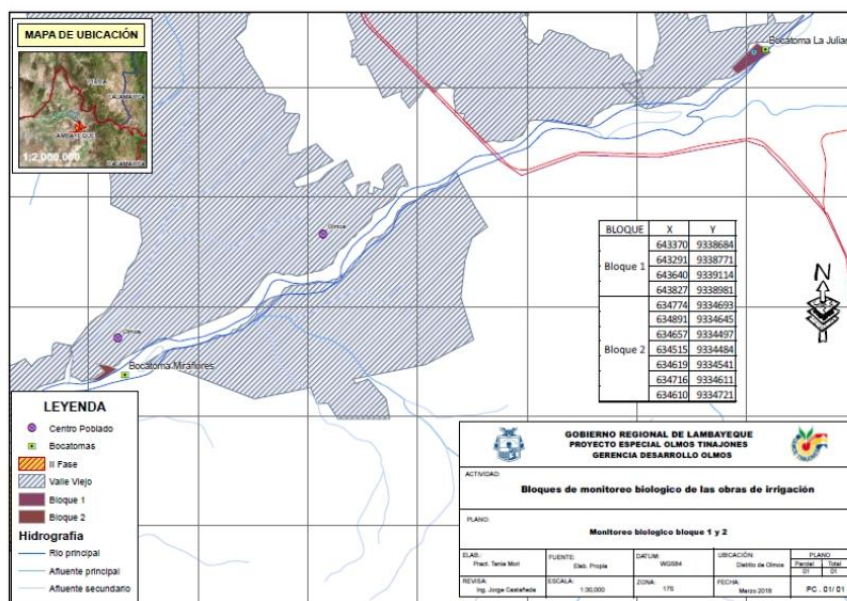 MAPA DE UBICACIÓN
PIURA
CAJAMARCA
LAMBAYEQUE
CAJAMARCA
1:2,000,000
Bocatoma La Julian
Olmos
Olmos
Bocatoma Miraflores
BLOQUE X Y
Bloque 1
643370 9338684
643291 9338771
643640 9339114
643827 9338981
Bloque 2
634774 9334693
634891 9334645
634657 9334497
634515 9334484
634619 9334541
634716 9334611
634610 9334721
N
LEYENDA
Centro Poblado
Bocatomas
II Fase
Valle Viejo
Bloque 1
Bloque 2
Hidrografia
Rio principal
Afluente principal
Afluente secundario
GOBIERNO REGIONAL DE LAMBAYEQUE
PROYECTO ESPECIAL OLMOS TINAJONES
GERENCIA DESARROLLO OLMOS
ACTIVIDAD:
Bloques de monitoreo biologico de las obras de irrigación
PLANO:
Monitoreo biologico bloque 1 y 2
ELAB.:
FUENTE:
Elab. Propia
DATUM:
WGS84
UBICACIÓN:
Distrito de Olmos
PLANO
Parcial Total
01 01
REVISA:
Ing. Jorge Castañeda
ESCALA:
1:30,000
ZONA:
17S
FECHA:
Marzo 2018
PC - 01/ 01